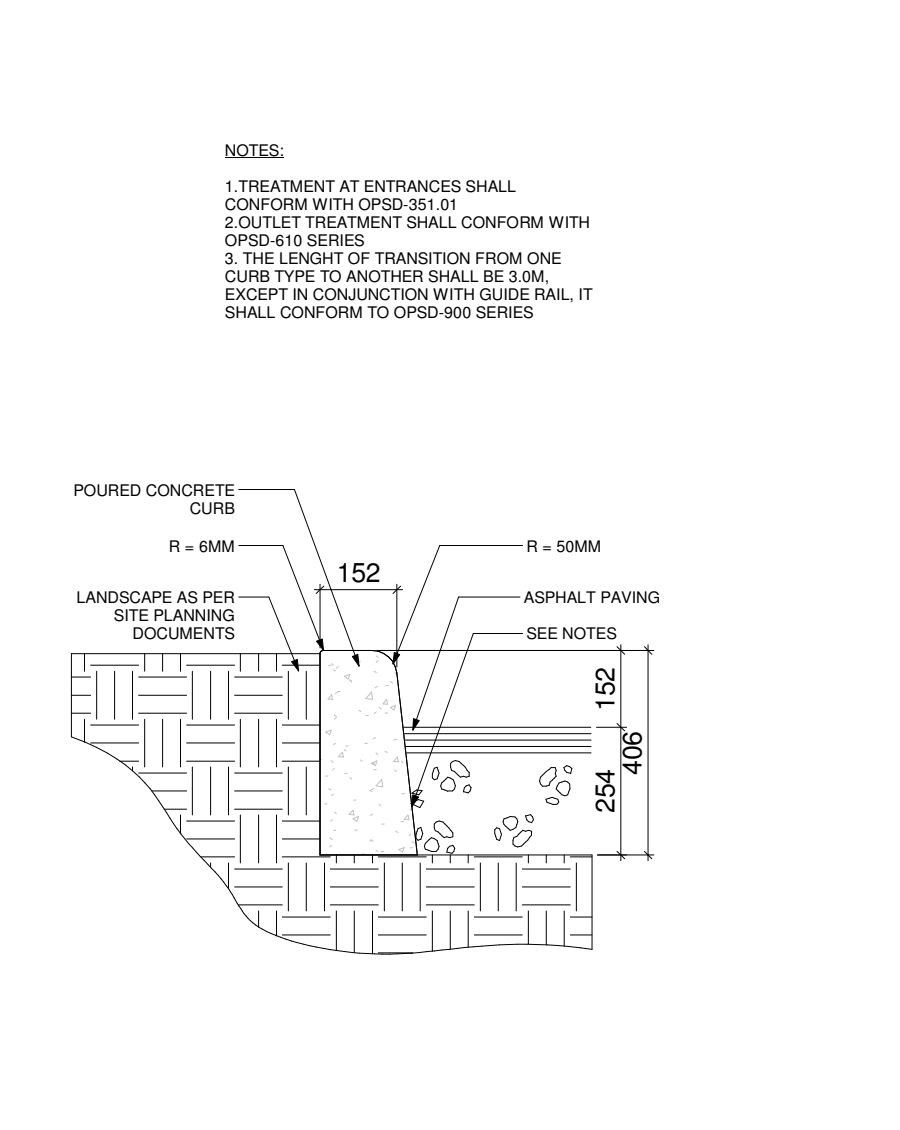 NOTES:
1.TREATMENT AT ENTRANCES SHALL
CONFORM WITH OPSD-351.01
2.OUTLET TREATMENT SHALL CONFORM WITH
OPSD-610 SERIES
3. THE LENGHT OF TRANSITION FROM ONE
CURB TYPE TO ANOTHER SHALL BE 3.0M,
EXCEPT IN CONJUNCTION WITH GUIDE RAIL, IT
SHALL CONFORM TO OPSD-900 SERIES
POURED CONCRETE
CURB
R = 6MM
R = 50MM
152
LANDSCAPE AS PER
SITE PLANNING
DOCUMENTS
ASPHALT PAVING
SEE NOTES
152
406
254